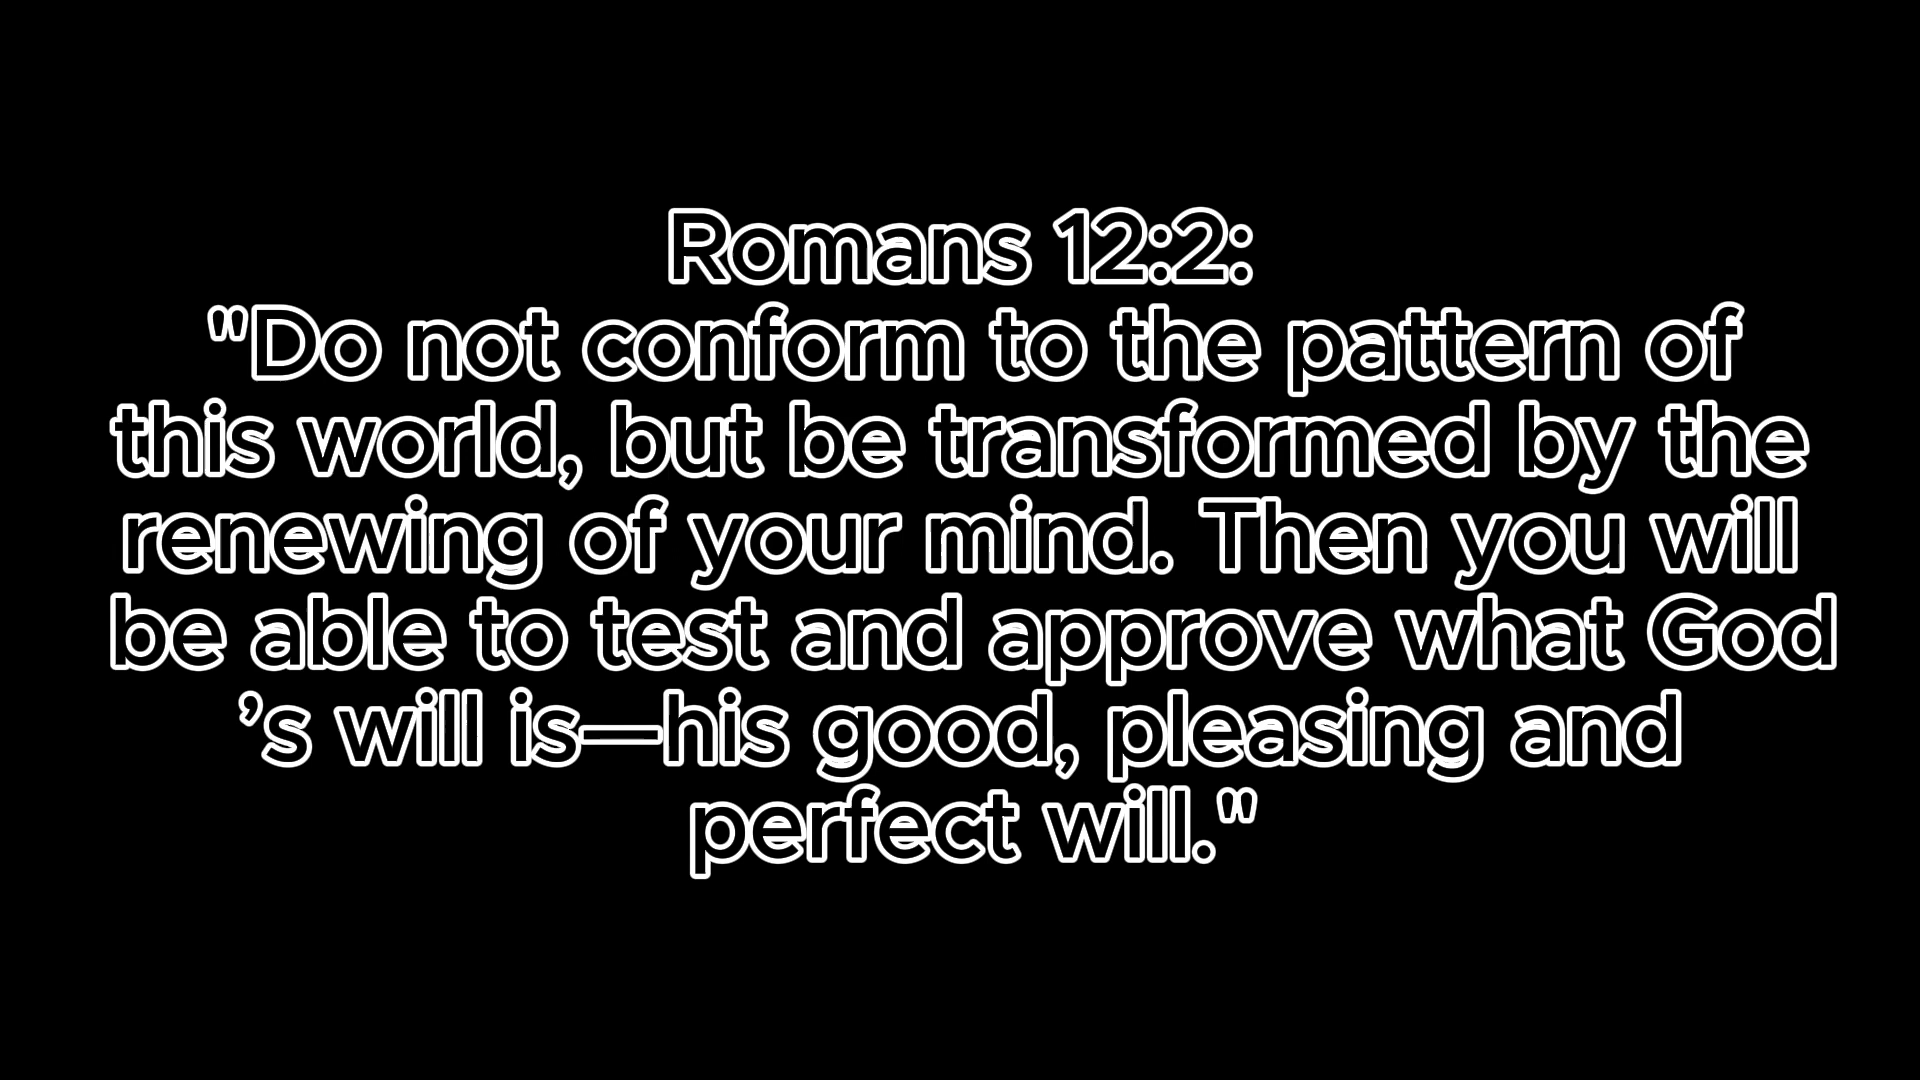 Romans 12:2:
"Do not conform to the pattern of
this world, but be transformed by the
renewing of your mind. Then you will
be able to test and approve what God
’s will is—his good, pleasing and
perfect will."